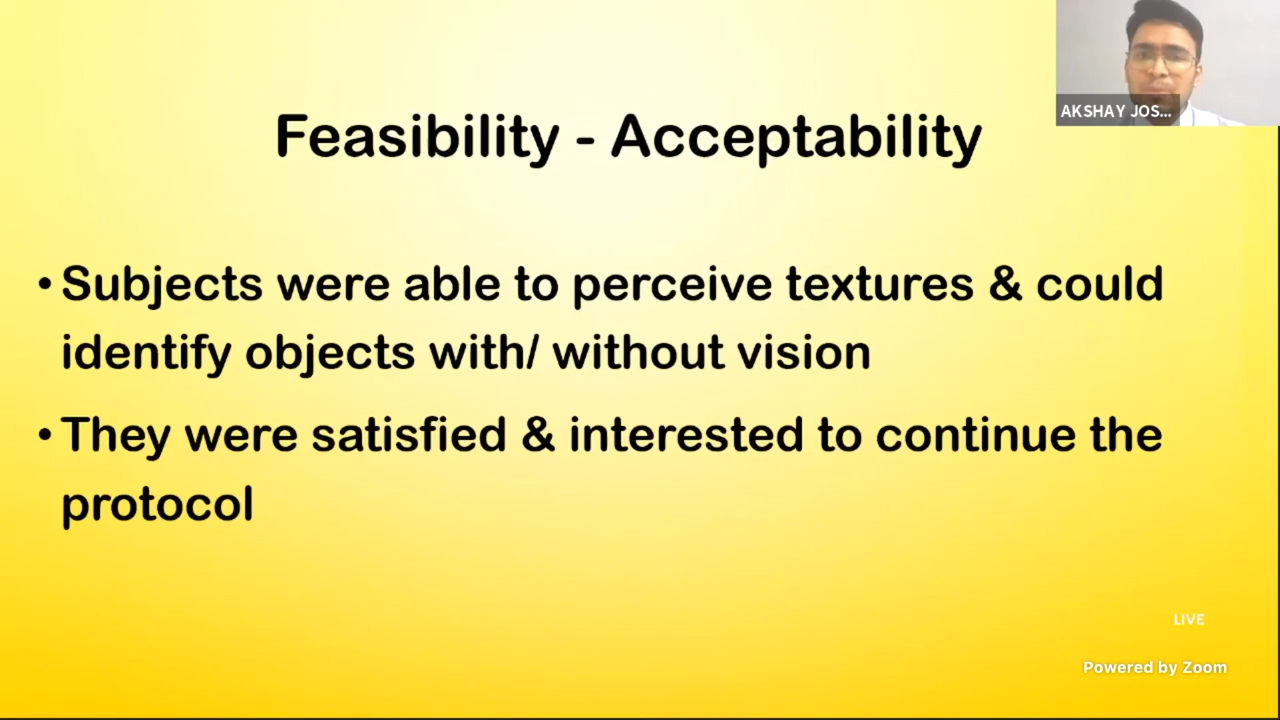 AKSHAY JOS...
Feasibility - Acceptability
• Subjects were able to perceive textures & could
identify objects with/ without vision
• They were satisfied & interested to continue the
protocol
LIVE
Powered by Zoom